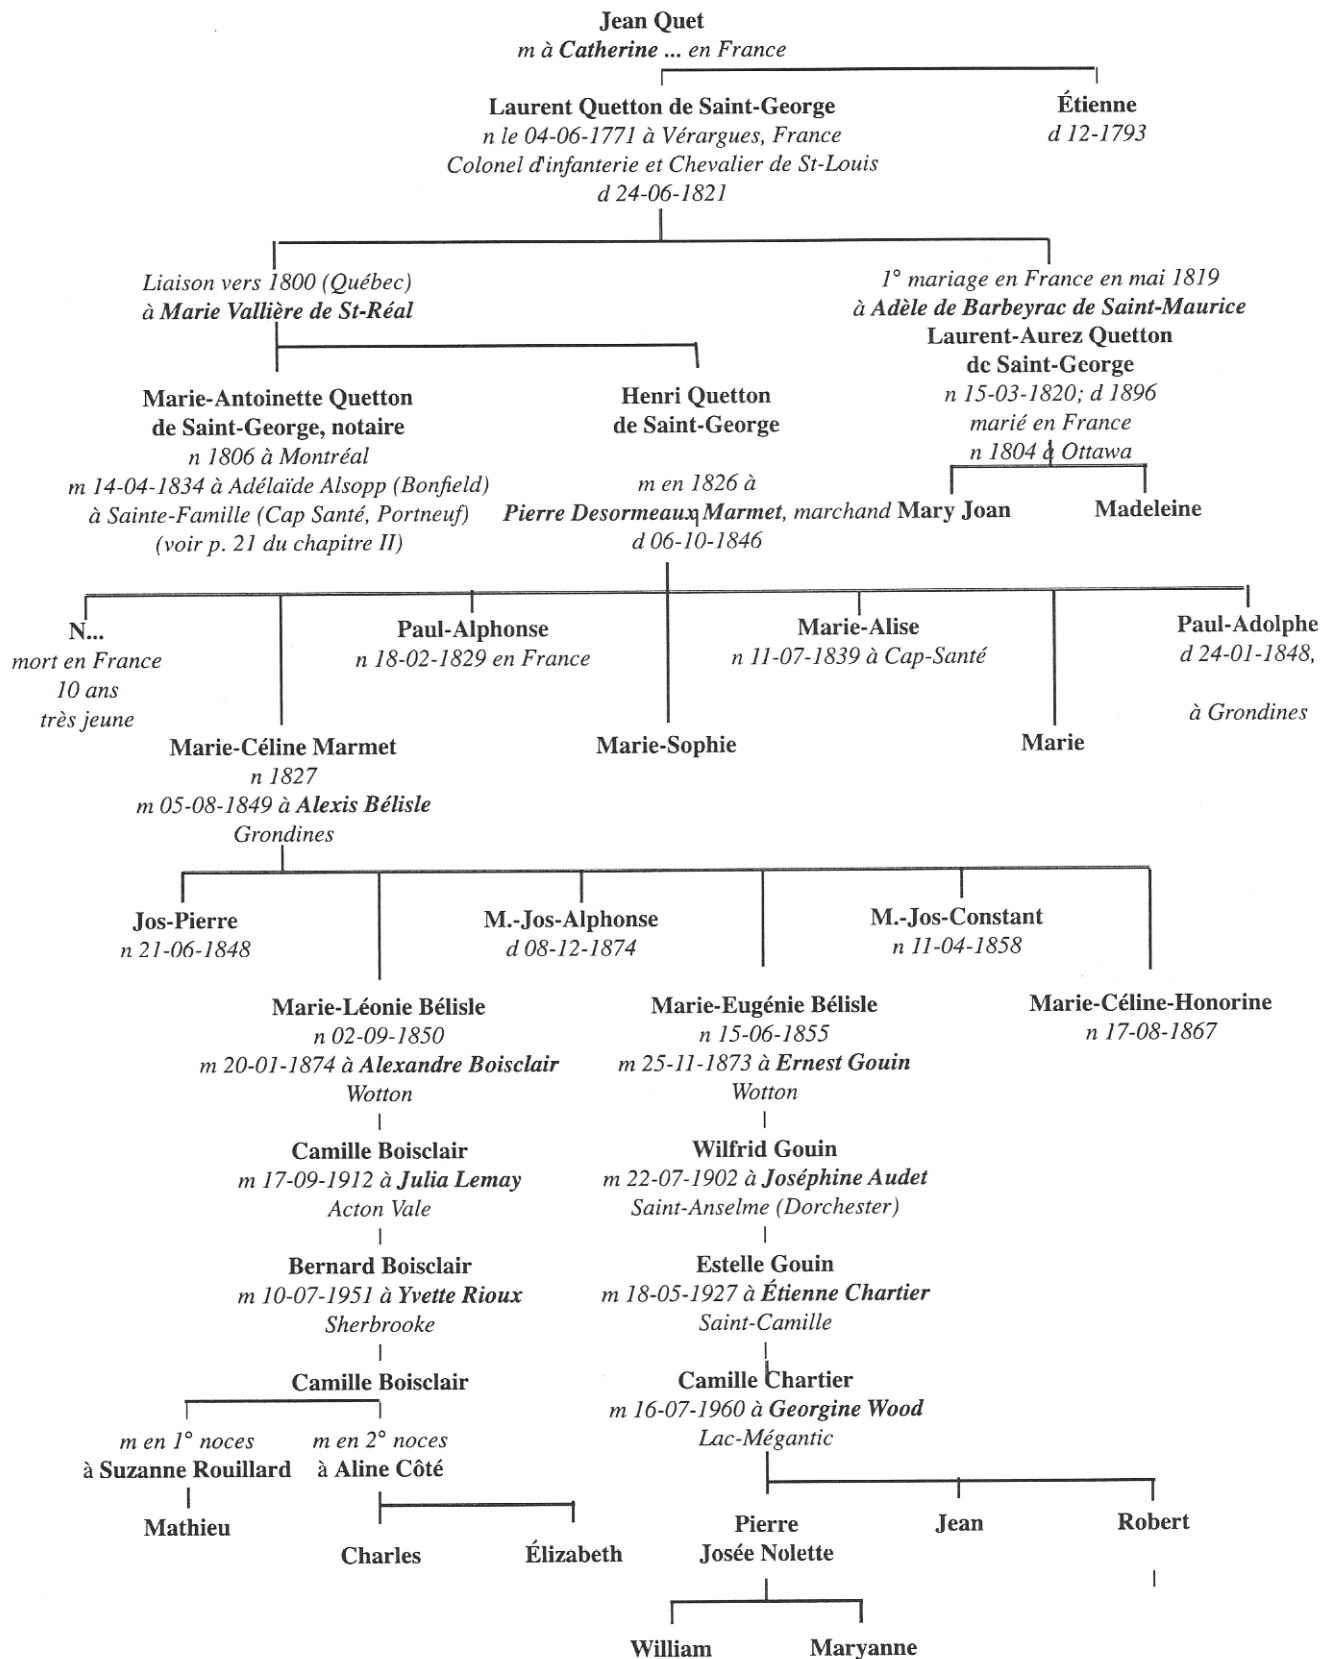 Jean Quet
m à Catherine ... en France
Laurent Quetton de Saint-George
n le 04-06-1771 à Vérargues, France
Colonel d'infanterie et Chevalier de St-Louis
d 24-06-1821
Étienne
d 12-1793
Liaison vers 1800 (Québec)
à Marie Vallière de St-Réal
1° mariage en France en mai 1819
à Adèle de Barbeyrac de Saint-Maurice
Laurent-Aurez Quetton
de Saint-George
n 15-03-1820; d 1896
marié en France
n 1804 à Ottawa
Marie-Antoinette Quetton
de Saint-George, notaire
n 1806 à Montréal
m 14-04-1834 à Adélaïde Alsopp (Bonfield)
à Sainte-Famille (Cap Santé, Portneuf)
(voir p. 21 du chapitre II)
Henri Quetton
de Saint-George
m en 1826 à
Pierre Desormeaux Marmet, marchand
d 06-10-1846
Mary Joan
Madeleine
N...
mort en France
10 ans
très jeune
Paul-Alphonse
n 18-02-1829 en France
Marie-Alise
n 11-07-1839 à Cap-Santé
Paul-Adolphe
d 24-01-1848,
à Grondines
Marie-Céline Marmet
n 1827
m 05-08-1849 à Alexis Bélisle
Grondines
Marie-Sophie
Marie
Jos-Pierre
n 21-06-1848
M.-Jos-Alphonse
d 08-12-1874
M.-Jos-Constant
n 11-04-1858
Marie-Léonie Bélisle
n 02-09-1850
m 20-01-1874 à Alexandre Boisclair
Wotton
Marie-Eugénie Bélisle
n 15-06-1855
m 25-11-1873 à Ernest Gouin
Wotton
Marie-Céline-Honorine
n 17-08-1867
Camille Boisclair
m 17-09-1912 à Julia Lemay
Acton Vale
Wilfrid Gouin
m 22-07-1902 à Joséphine Audet
Saint-Anselme (Dorchester)
Bernard Boisclair
m 10-07-1951 à Yvette Rioux
Sherbrooke
Estelle Gouin
m 18-05-1927 à Étienne Chartier
Saint-Camille
Camille Boisclair
Camille Chartier
m 16-07-1960 à Georgine Wood
Lac-Mégantic
m en 1° noces
à Suzanne Rouillard
m en 2° noces
à Aline Côté
Mathieu
Charles
Élizabeth
Pierre
Josée Nolette
Jean
Robert
William
Maryanne